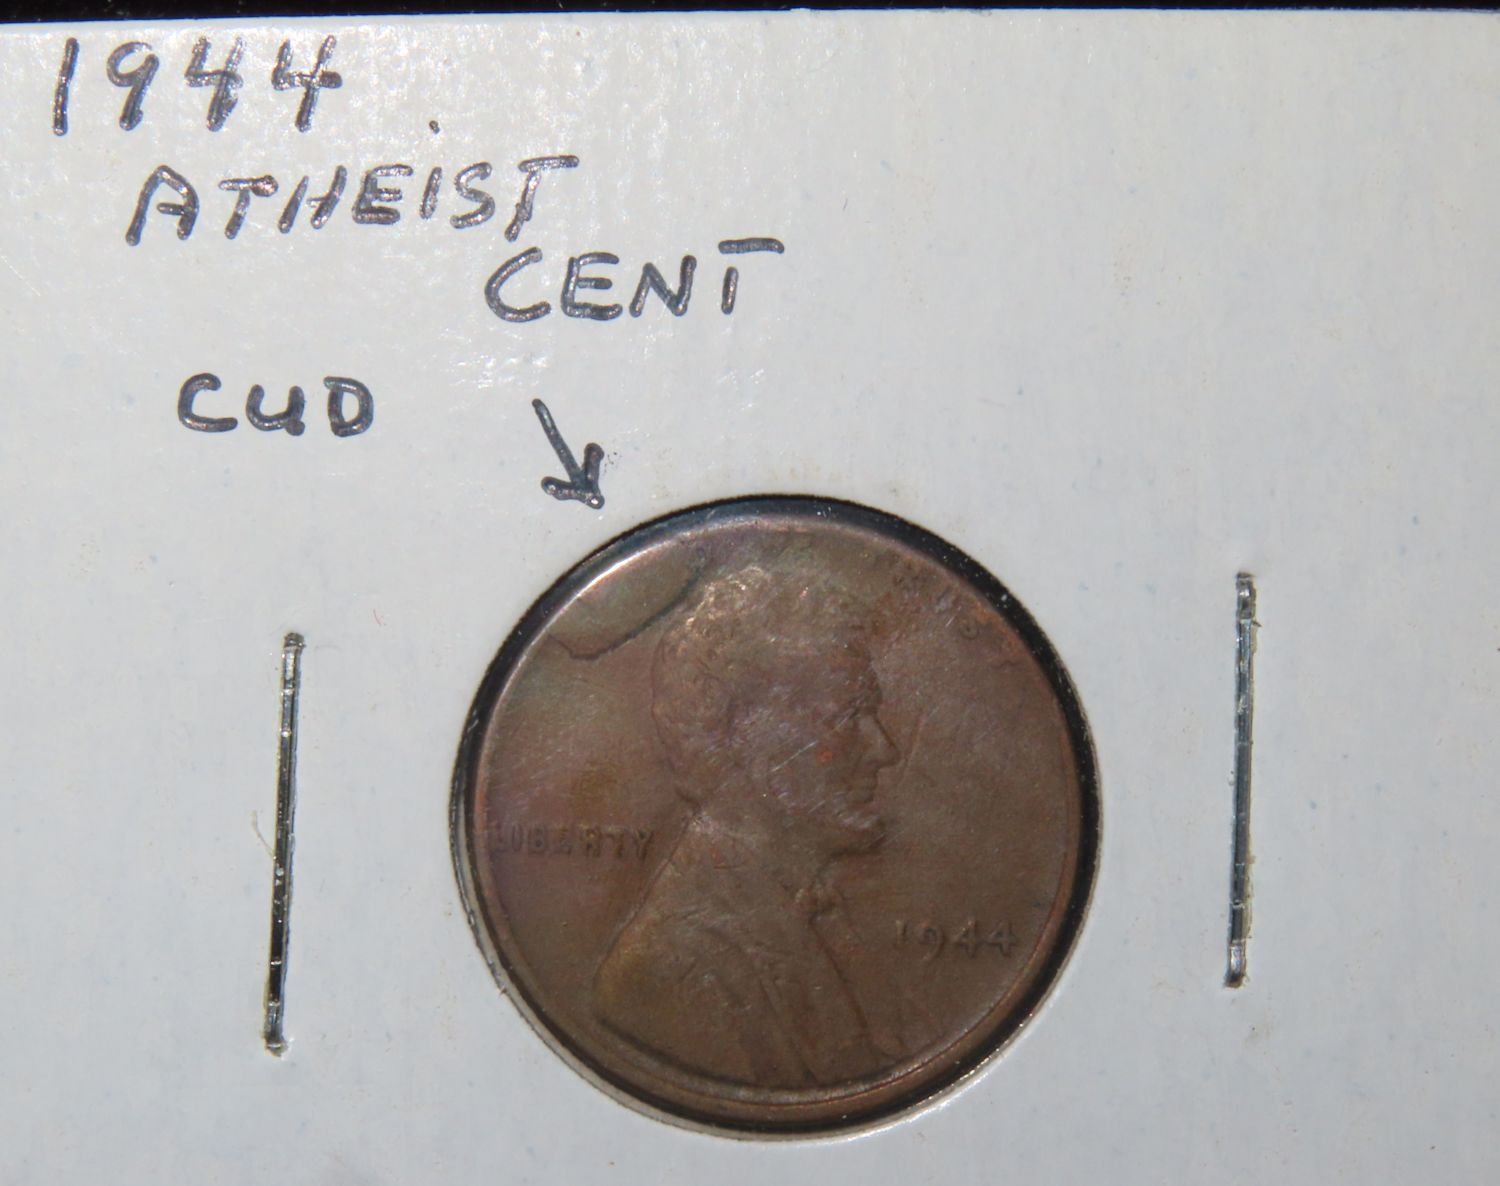 1944
ATHEIST
CENT
CUD
LIBERTY
1944